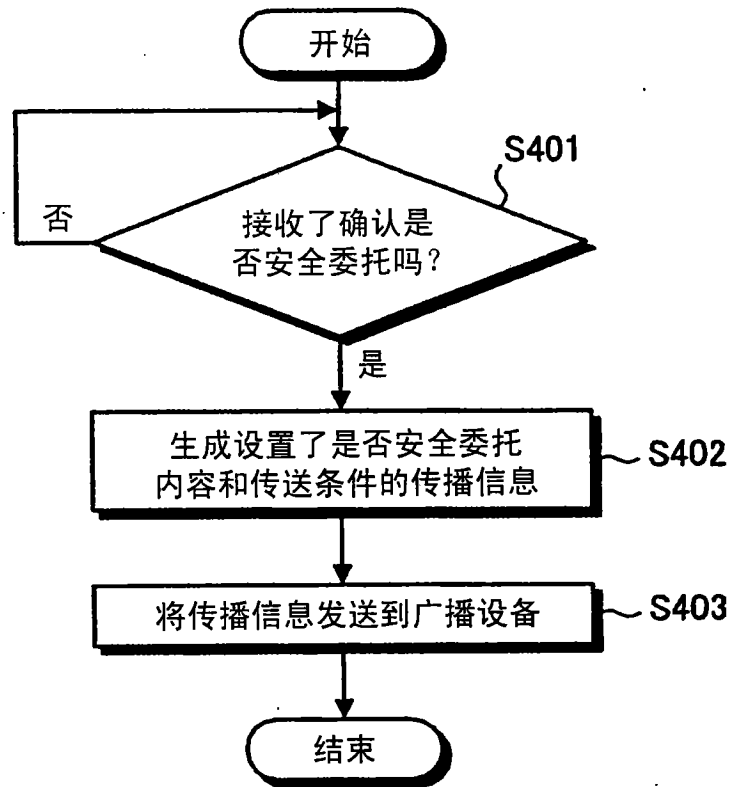 开始
S401
接收了确认是
否安全委托吗？
否
是
生成设置了是否安全委托
内容和传送条件的传播信息
S402
将传播信息发送到广播设备
S403
结束